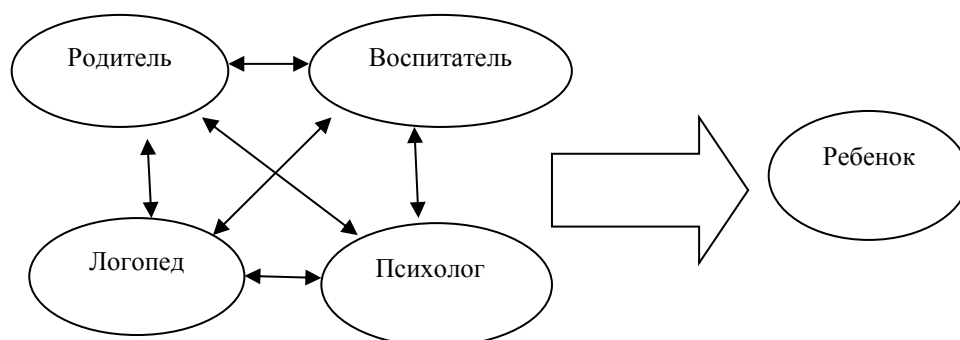 Родитель
Воспитатель
Ребенок
Логопед
Психолог